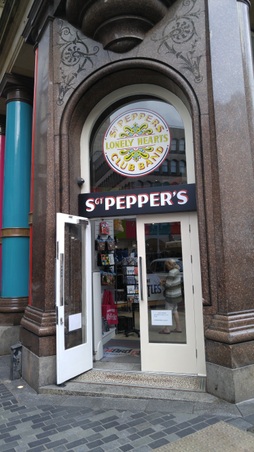 SGT PEPPERS
LONELY HEARTS
CLUB BAND
SGT PEPPER'S